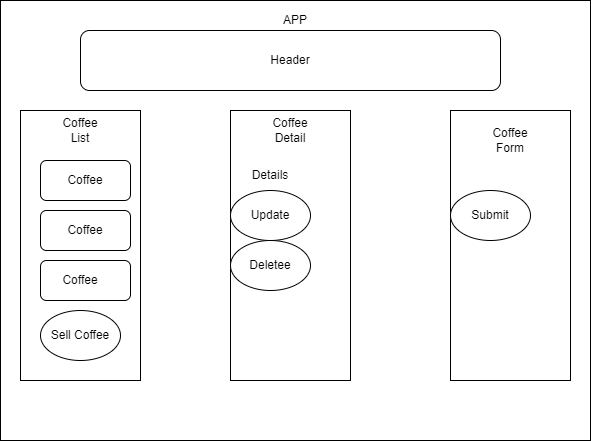 APP
Header
Coffee
List
Coffee
Coffee
Coffee
Sell Coffee
Coffee
Detail
Details
Update
Deletee
Coffee
Form
Submit